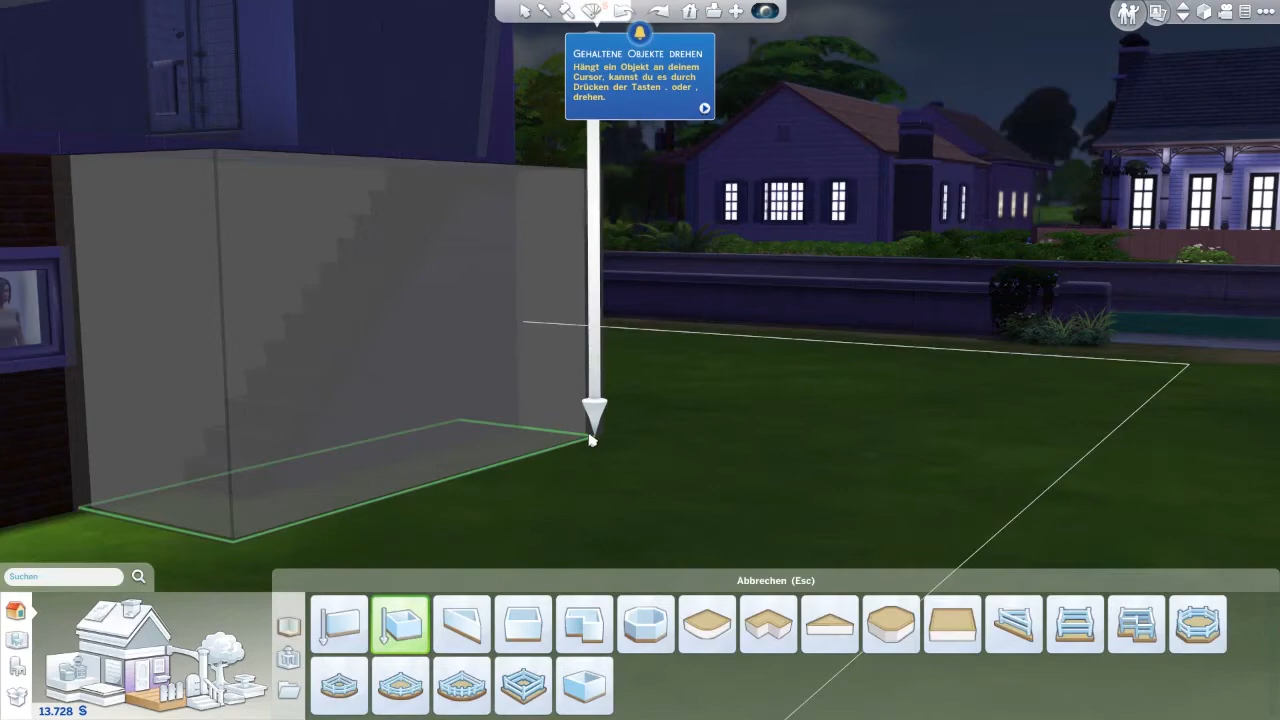 GEHALTENE OBJEKTE DREHEN
Hängt ein Objekt an deinem
Cursor, kannst du es durch
Drücken der Tasten . oder ,
drehen.
Abbrechen (Esc)
Suchen
13.728 $